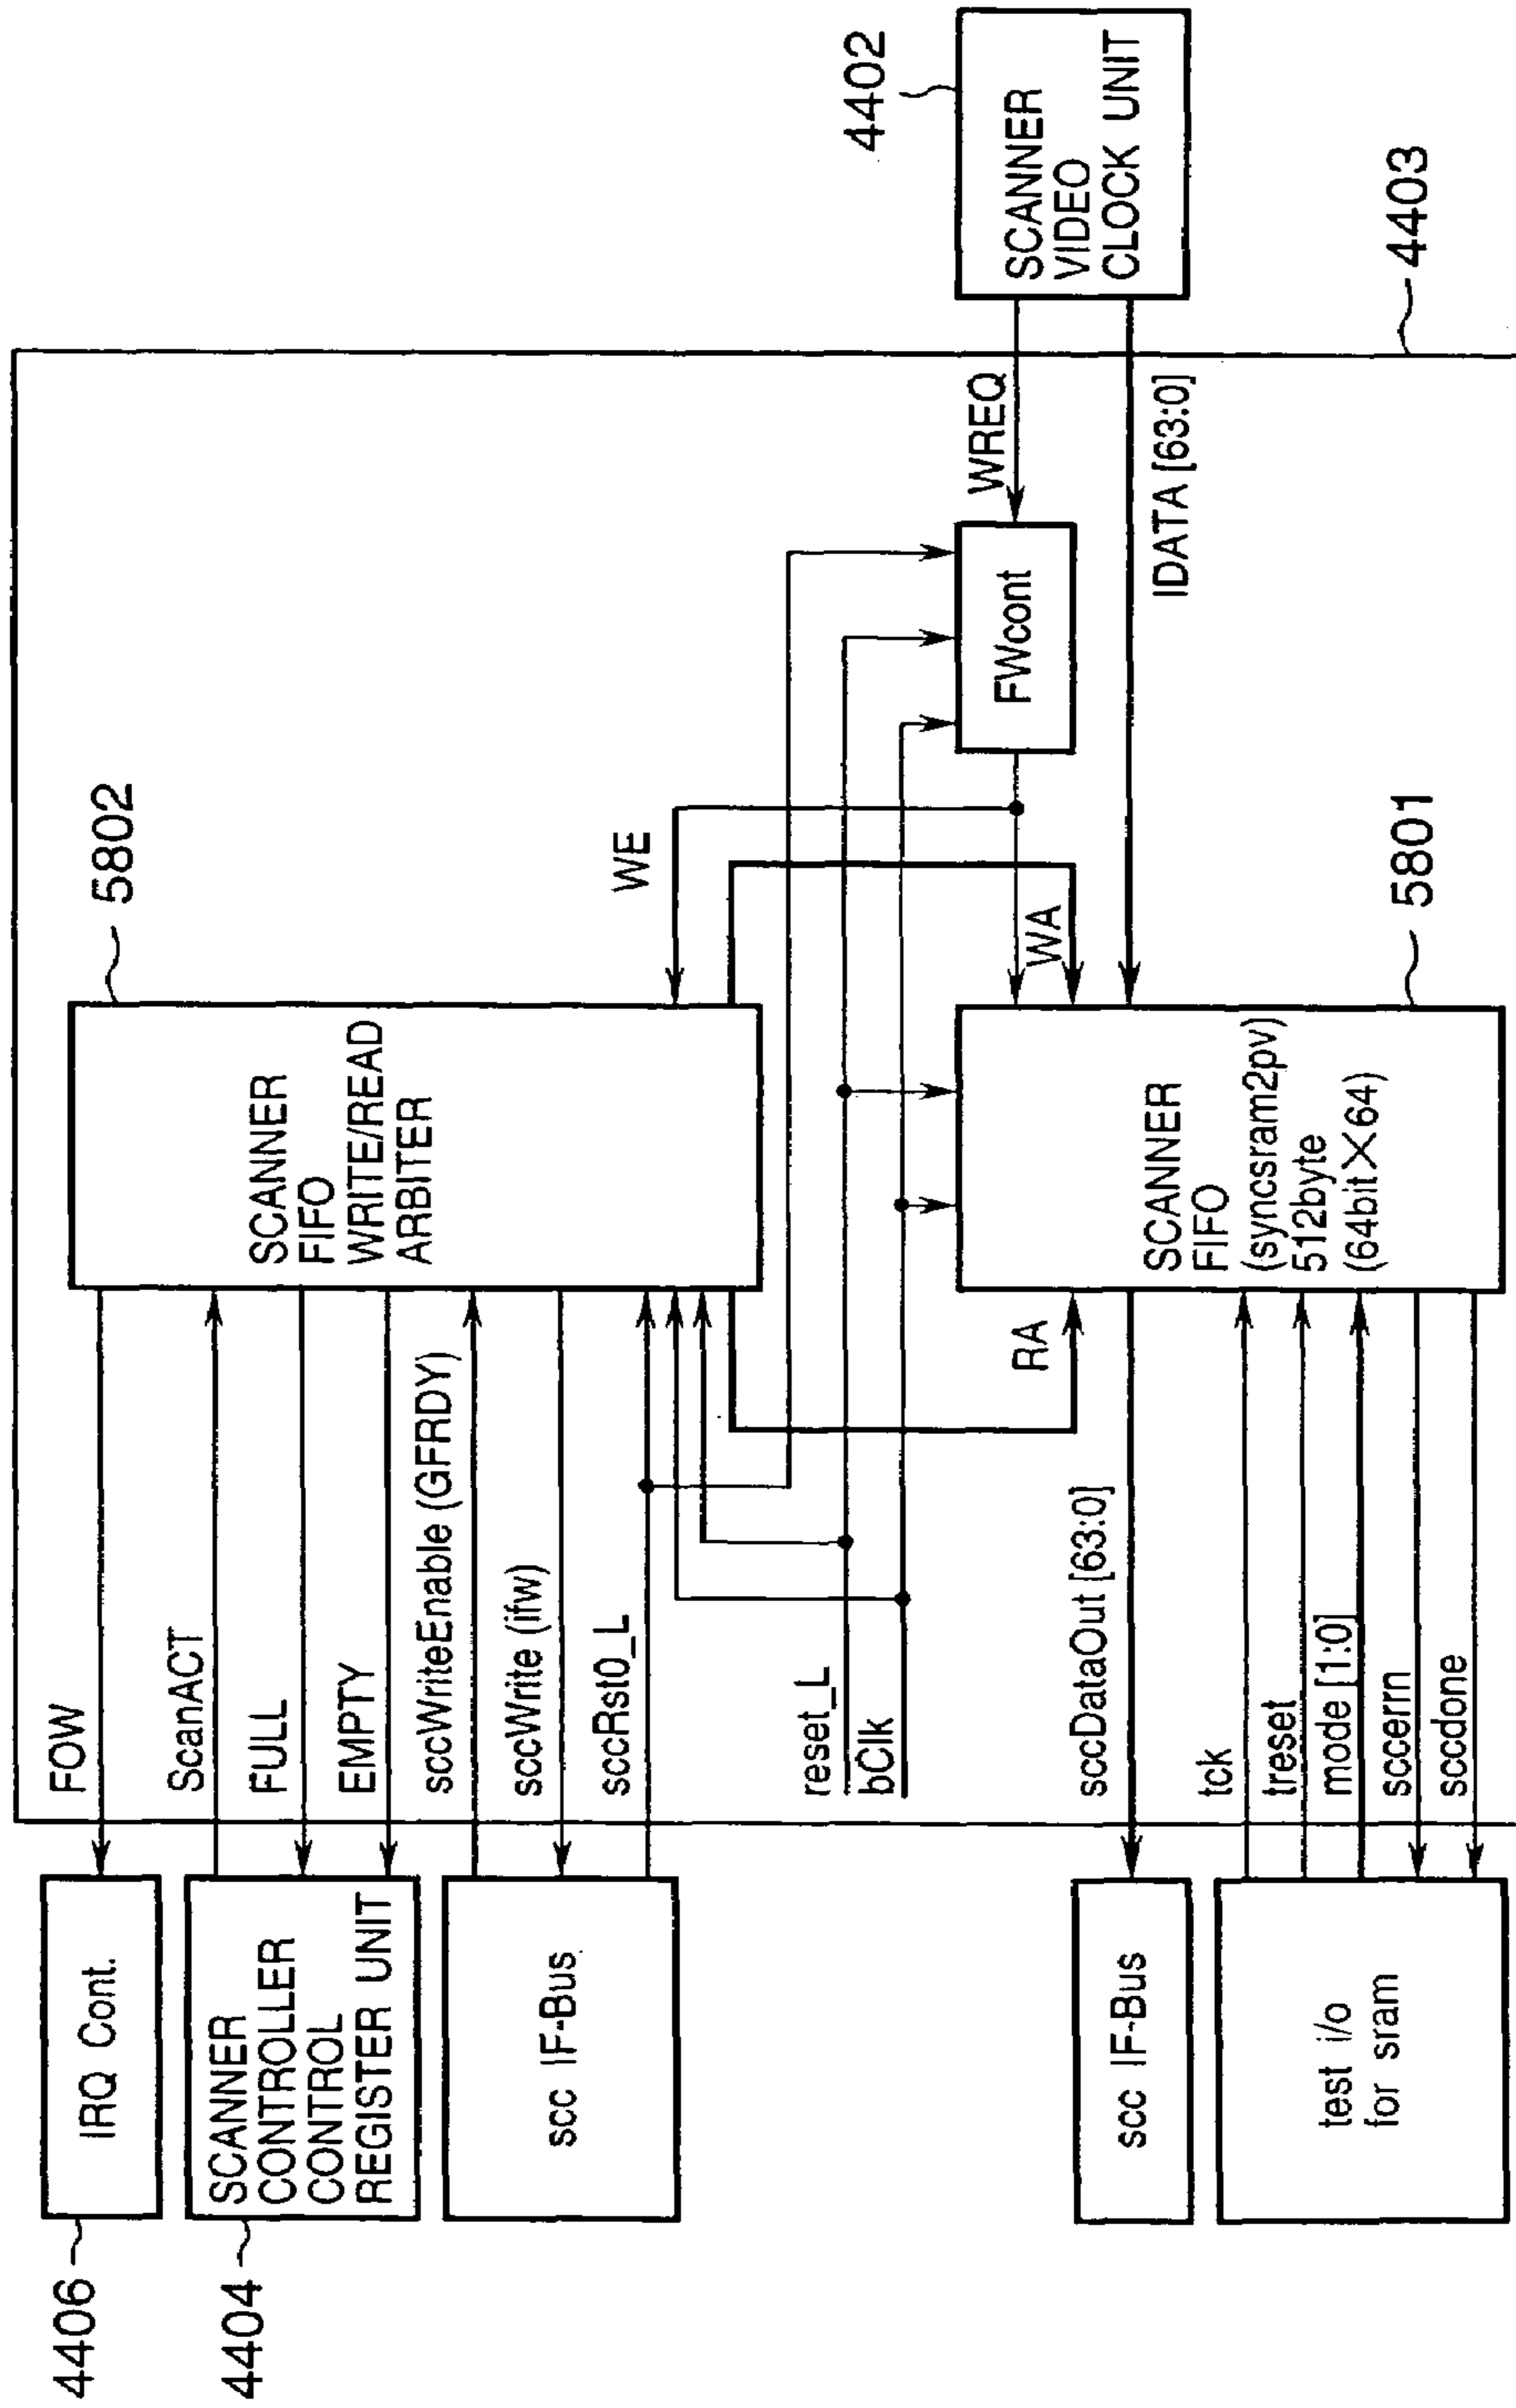 4406
IRQ Cont.
4404
SCANNER
CONTROLLER
CONTROL
REGISTER UNIT
scc IF-Bus
scc IF-Bus
test i/o
for sram
FOW
ScanACT
FULL
EMPTY
sccWriteEnable (GFRDY)
sccWrite (ifw)
sccRst0_L
reset_L
bClk
sccDataOut [63:0]
tck
treset
mode [1:0]
sccerrn
sccdone
RA
5802
SCANNER
FIFO
WRITE/READ
ARBITER
SCANNER
FIFO
(syncsram2pv)
512byte
(64bit×64)
5801
WE
WA
FWcont
WREQ
IDATA [63:0]
4402
SCANNER
VIDEO
CLOCK UNIT
4403